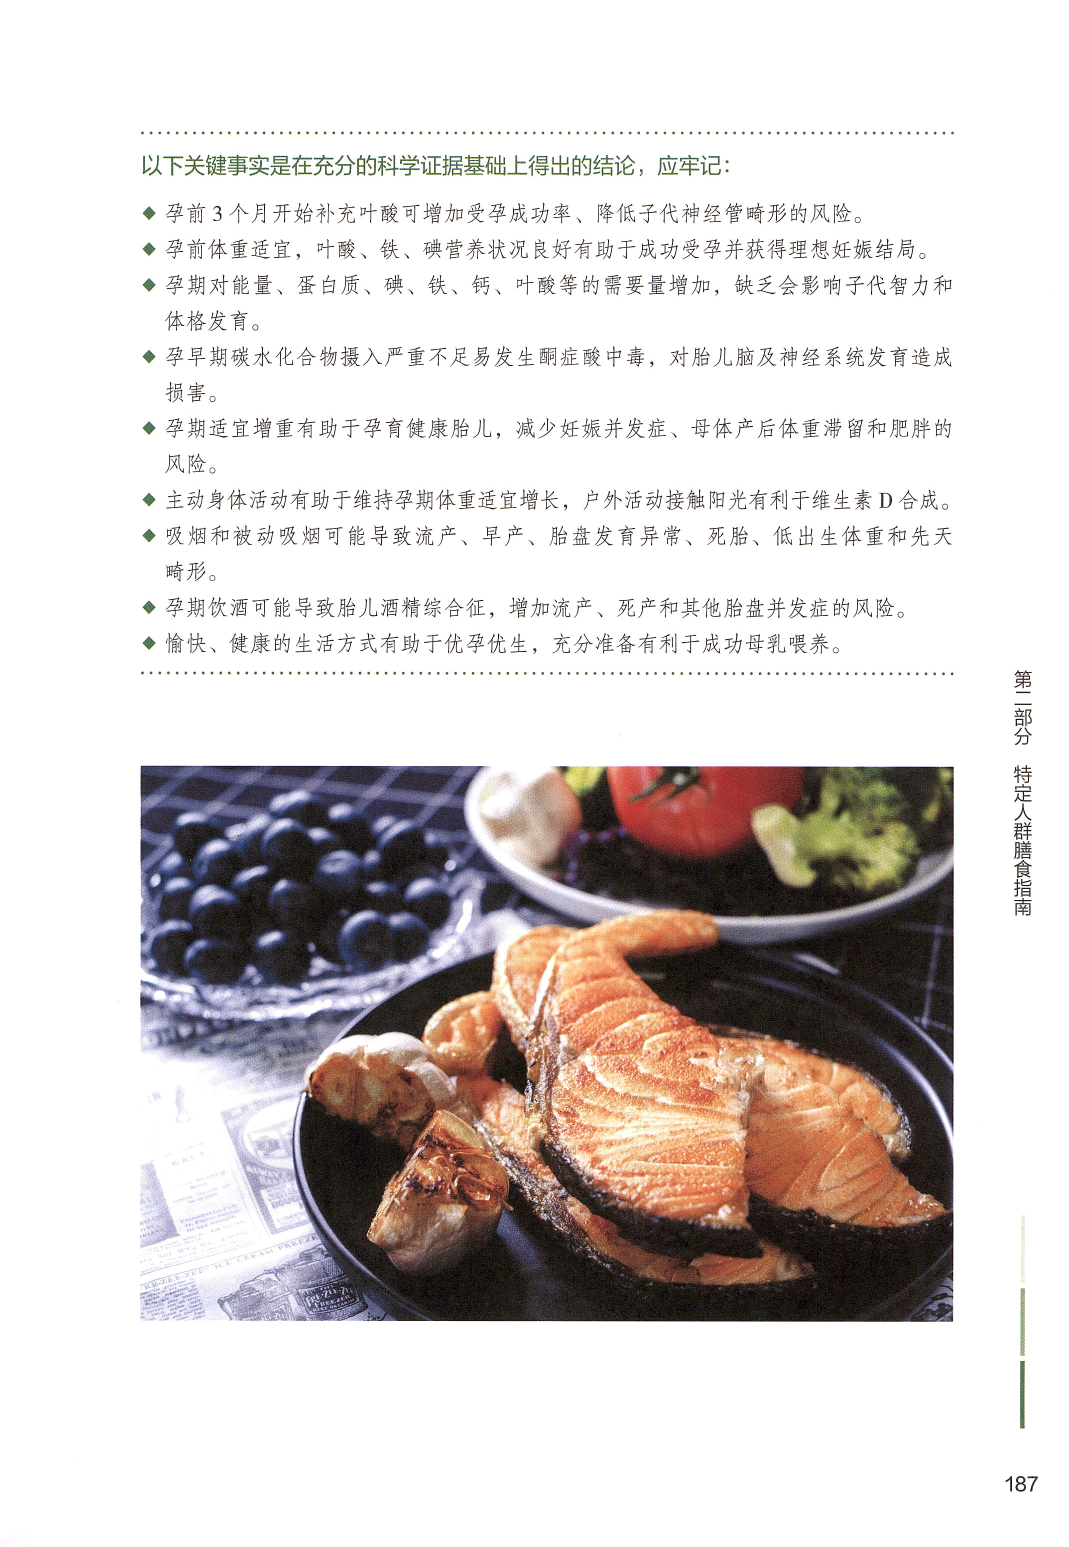 以下关键事实是在充分的科学证据基础上得出的结论，应牢记：
◆ 孕前 3 个月开始补充叶酸可增加受孕成功率、降低子代神经管畸形的风险。
◆ 孕前体重适宜，叶酸、铁、碘营养状况良好有助于成功受孕并获得理想妊娠结局。
◆ 孕期对能量、蛋白质、碘、铁、钙、叶酸等的需要量增加，缺乏会影响子代智力和
体格发育。
◆ 孕早期碳水化合物摄入严重不足易发生酮症酸中毒，对胎儿脑及神经系统发育造成
损害。
◆ 孕期适宜增重有助于孕育健康胎儿，减少妊娠并发症、母体产后体重滞留和肥胖的
风险。
◆ 主动身体活动有助于维持孕期体重适宜增长，户外活动接触阳光有利于维生素 D 合成。
◆ 吸烟和被动吸烟可能导致流产、早产、胎盘发育异常、死胎、低出生体重和先天
畸形。
◆ 孕期饮酒可能导致胎儿酒精综合征，增加流产、死产和其他胎盘并发症的风险。
◆ 愉快、健康的生活方式有助于优孕优生，充分准备有利于成功母乳喂养。
第二部分 特定人群膳食指南
ICE CREAM FREEZE
187